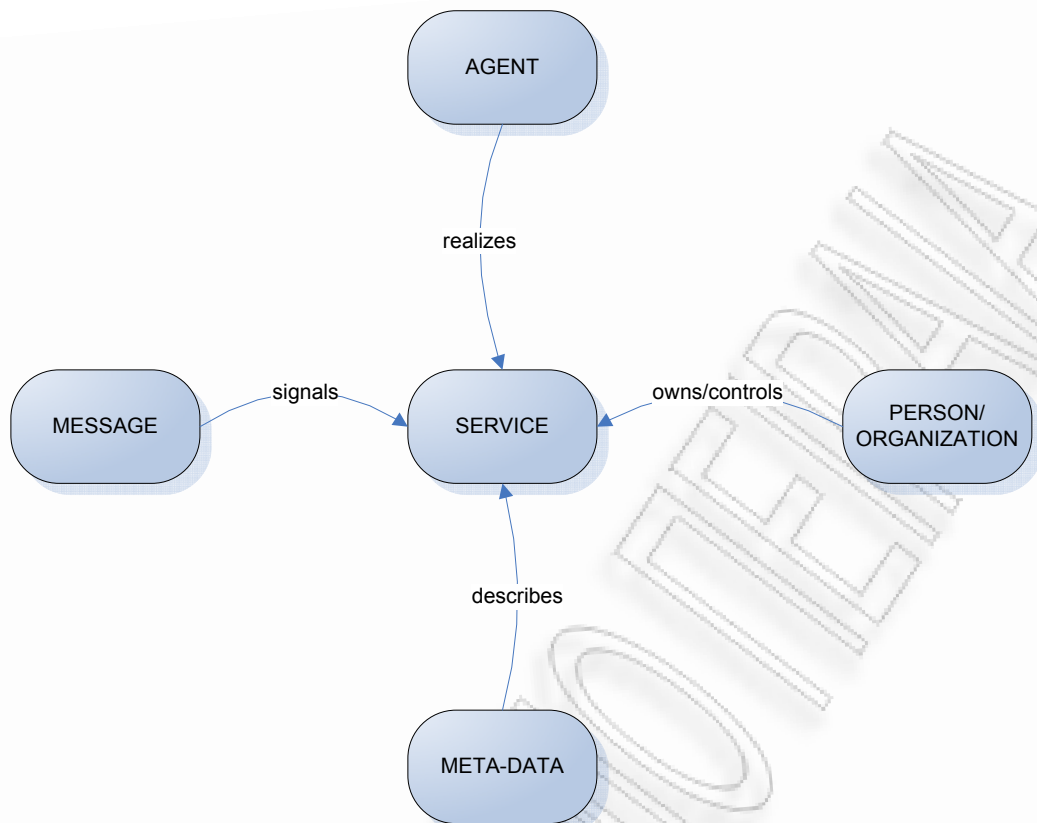 AGENT
realizes
MESSAGE
signals
SERVICE
owns/controls
PERSON/
ORGANIZATION
describes
META-DATA